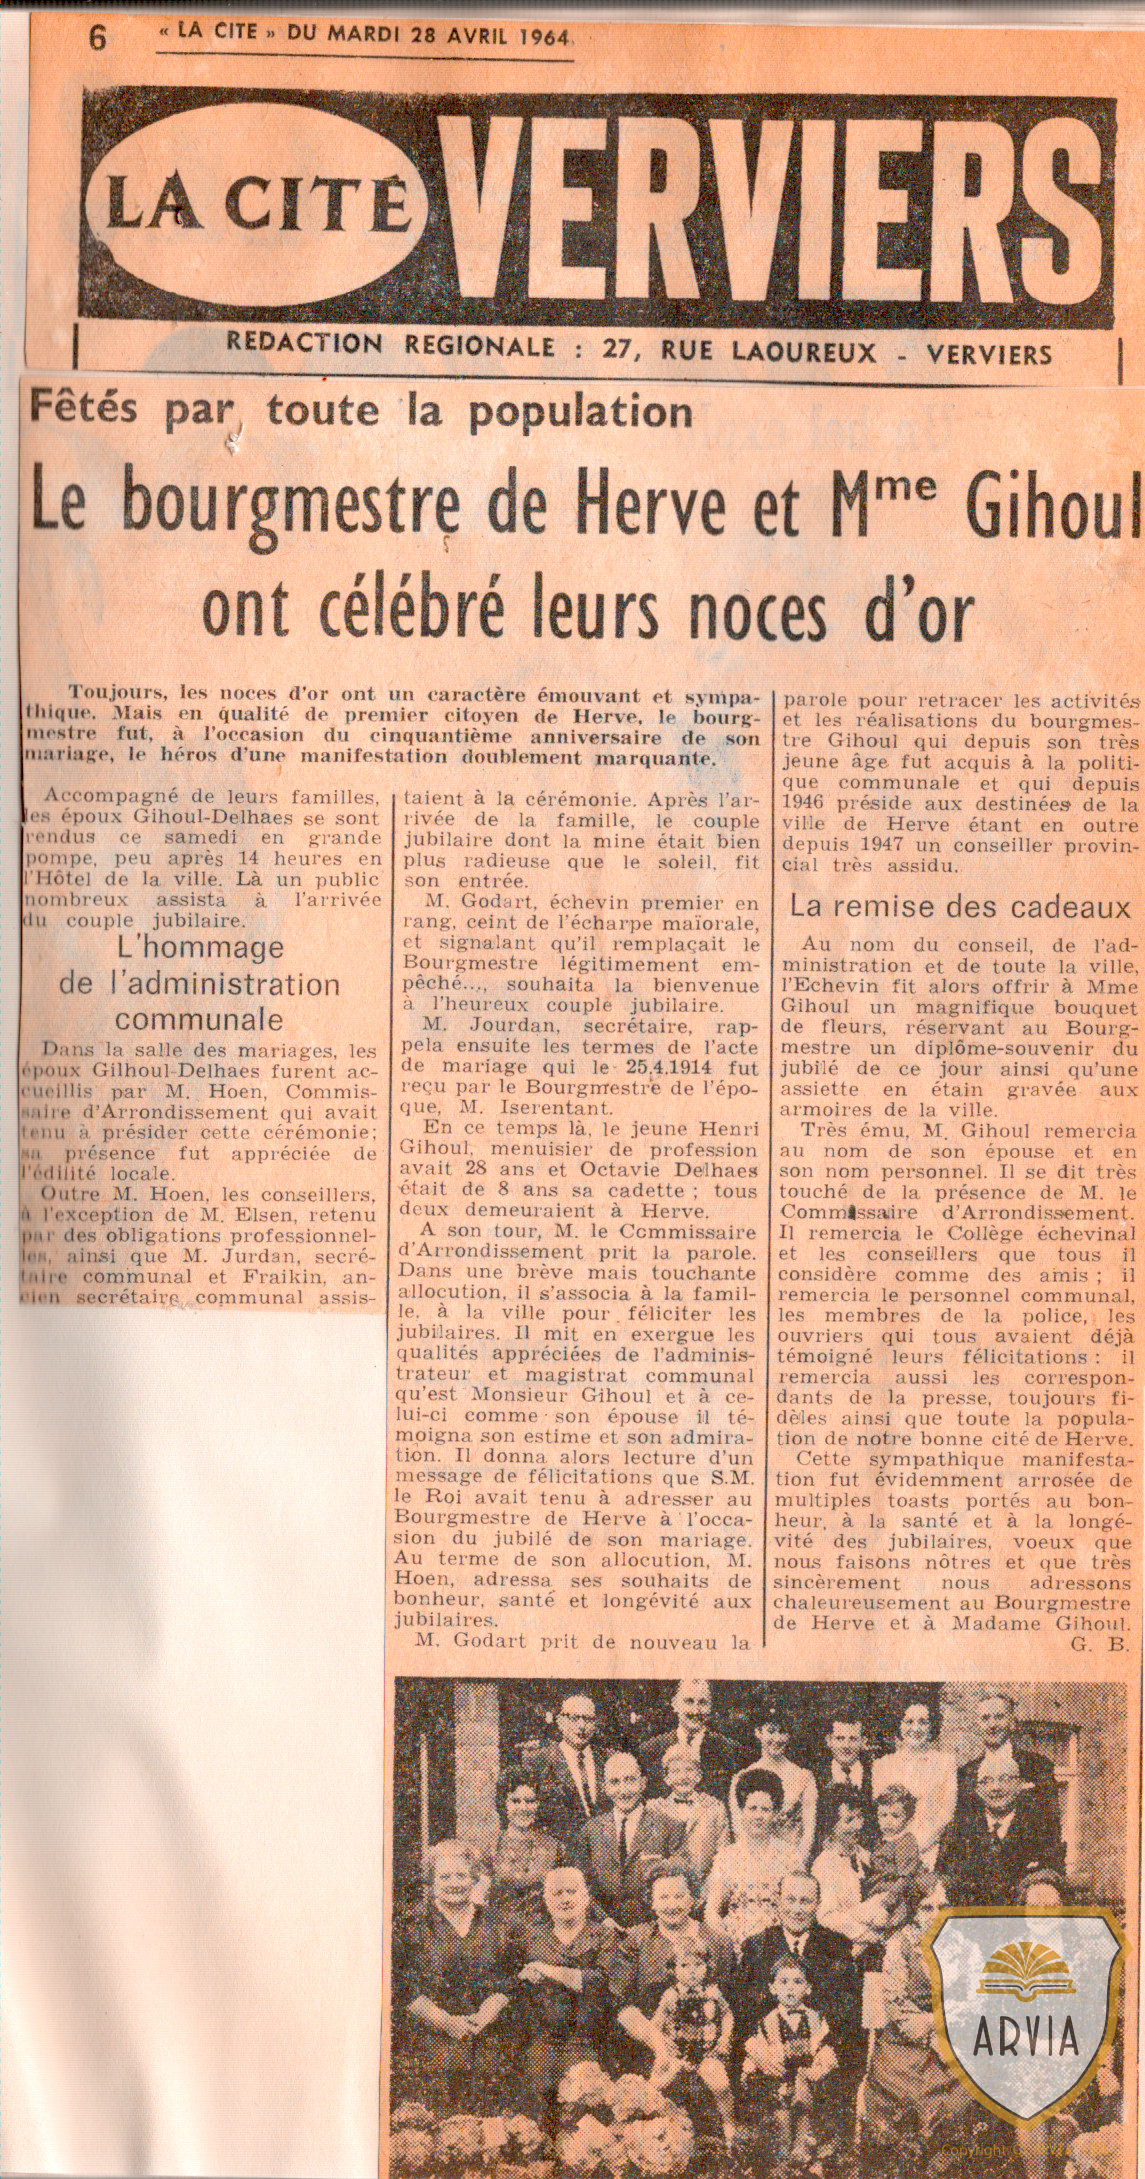 6
« LA CITE » DU MARDI 28 AVRIL 1964
LA CITÉ
VERVIERS
REDACTION REGIONALE : 27, RUE LAOUREUX - VERVIERS
Fêtés par toute la population
Le bourgmestre de Herve et Mme Gihoul
ont célébré leurs noces d'or
Toujours, les noces d'or ont un caractère émouvant et sympa-
thique. Mais en qualité de premier citoyen de Herve, le bourg-
mestre fut, à l'occasion du cinquantième anniversaire de son
mariage, le héros d'une manifestation doublement marquante.
Accompagné de leurs familles,
les époux Gihoul-Delhaes se sont
rendus ce samedi en grande
pompe, peu après 14 heures en
l'Hôtel de la ville. Là un public
nombreux assista à l'arrivée
du couple jubilaire.
L'hommage
de l'administration
communale
Dans la salle des mariages, les
époux Gilhoul-Delhaes furent ac-
cueillis par M. Hoen, Commis-
saire d'Arrondissement qui avait
tenu à présider cette cérémonie;
sa présence fut appréciée de
l'édilité locale.
Outre M. Hoen, les conseillers,
à l'exception de M. Elsen, retenu
par des obligations professionnel-
les, ainsi que M. Jurdan, secré-
taire communal et Fraikin, an-
cien secrétaire communal assis-
taient à la cérémonie. Après l'ar-
rivée de la famille, le couple
jubilaire dont la mine était bien
plus radieuse que le soleil, fit
son entrée.
M. Godart, échevin premier en
rang, ceint de l'écharpe maïorale,
et signalant qu'il remplaçait le
Bourgmestre légitimement em-
pêché..., souhaita la bienvenue
à l'heureux couple jubilaire.
M. Jourdan, secrétaire, rap-
pela ensuite les termes de l'acte
de mariage qui le 25.4.1914 fut
reçu par le Bourgmestre de l'épo-
que, M. Iserentant.
En ce temps là, le jeune Henri
Gihoul, menuisier de profession
avait 28 ans et Octavie Delhaes
était de 8 ans sa cadette ; tous
deux demeuraient à Herve.
A son tour, M. le Commissaire
d'Arrondissement prit la parole.
Dans une brève mais touchante
allocution, il s'associa à la famil-
le, à la ville pour féliciter les
jubilaires. Il mit en exergue les
qualités appréciées de l'adminis-
trateur et magistrat communal
qu'est Monsieur Gihoul et à ce-
lui-ci comme son épouse il té-
moigna son estime et son admira-
tion. Il donna alors lecture d'un
message de félicitations que S.M.
le Roi avait tenu à adresser au
Bourgmestre de Herve à l'occa-
sion du jubilé de son mariage.
Au terme de son allocution, M.
Hoen, adressa ses souhaits de
bonheur, santé et longévité aux
jubilaires.
M. Godart prit de nouveau la
parole pour retracer les activités
et les réalisations du bourgmes-
tre Gihoul qui depuis son très
jeune âge fut acquis à la politi-
que communale et qui depuis
1946 préside aux destinées de la
ville de Herve étant en outre
depuis 1947 un conseiller provin-
cial très assidu.
La remise des cadeaux
Au nom du conseil, de l'ad-
ministration et de toute la ville,
l'Echevin fit alors offrir à Mme
Gihoul un magnifique bouquet
de fleurs, réservant au Bourg-
mestre un diplôme-souvenir du
jubilé de ce jour ainsi qu'une
assiette en étain gravée aux
armoires de la ville.
Très ému, M. Gihoul remercia
au nom de son épouse et en
son nom personnel. Il se dit très
touché de la présence de M. le
Commissaire d'Arrondissement.
Il remercia le Collège échevinal
et les conseillers que tous il
considère comme des amis ; il
remercia le personnel communal,
les membres de la police, les
ouvriers qui tous avaient déjà
témoigné leurs félicitations : il
remercia aussi les correspon-
dants de la presse, toujours fi-
dèles ainsi que toute la popula-
tion de notre bonne cité de Herve.
Cette sympathique manifesta-
tion fut évidemment arrosée de
multiples toasts portés au bon-
heur, à la santé et à la longé-
vité des jubilaires, voeux que
nous faisons nôtres et que très
sincèrement nous adressons
chaleureusement au Bourgmestre
de Herve et à Madame Gihoul.
G. B.
ARVIA
Copyright